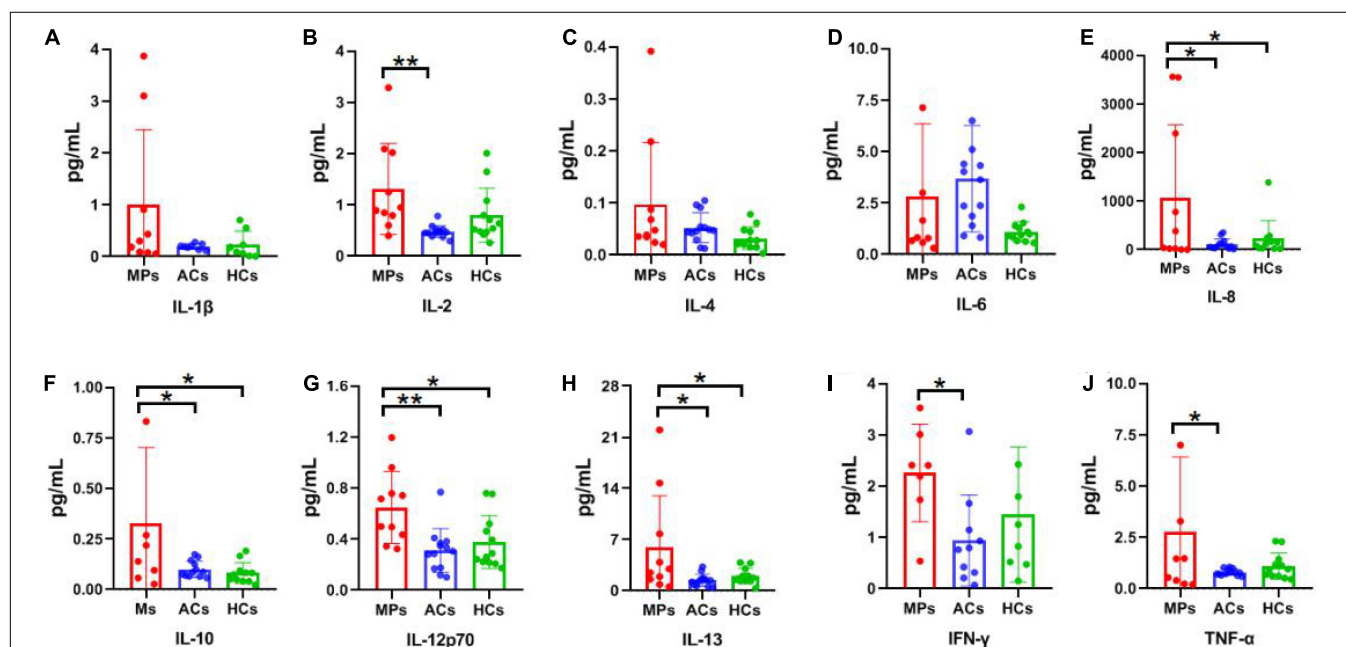 A
pg/mL
4
3
2
1
0
MPs ACs HCs
IL-1β
B
**
pg/mL
4
3
2
1
0
MPs ACs HCs
IL-2
C
pg/mL
0.4
0.3
0.2
0.1
0.0
MPs ACs HCs
IL-4
D
pg/mL
10.0
7.5
5.0
2.5
0.0
MPs ACs HCs
IL-6
E
*
*
pg/mL
4000
3000
2000
1000
0
MPs ACs HCs
IL-8
F
*
*
pg/mL
1.00
0.75
0.50
0.25
0.00
Ms ACs HCs
IL-10
G
*
**
pg/mL
1.6
1.2
0.8
0.4
0.0
MPs ACs HCs
IL-12p70
H
*
*
pg/mL
28
21
14
7
0
MPs ACs HCs
IL-13
I
*
pg/mL
4
3
2
1
0
MPs ACs HCs
IFN-γ
J
*
pg/mL
10.0
7.5
5.0
2.5
0.0
MPs ACs HCs
TNF-α